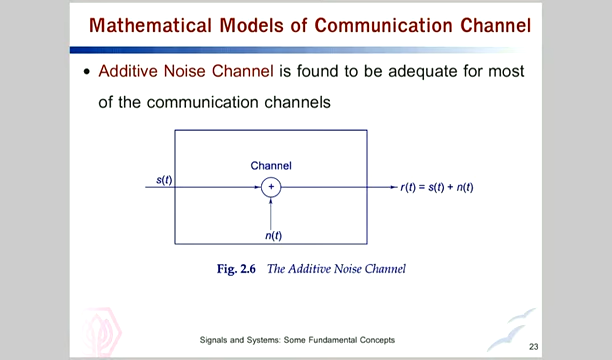 Mathematical Models of Communication Channel
• Additive Noise Channel is found to be adequate for most
of the communication channels
Channel
s(t)
+
r(t) = s(t) + n(t)
n(t)
Fig. 2.6 The Additive Noise Channel
Signals and Systems: Some Fundamental Concepts
23